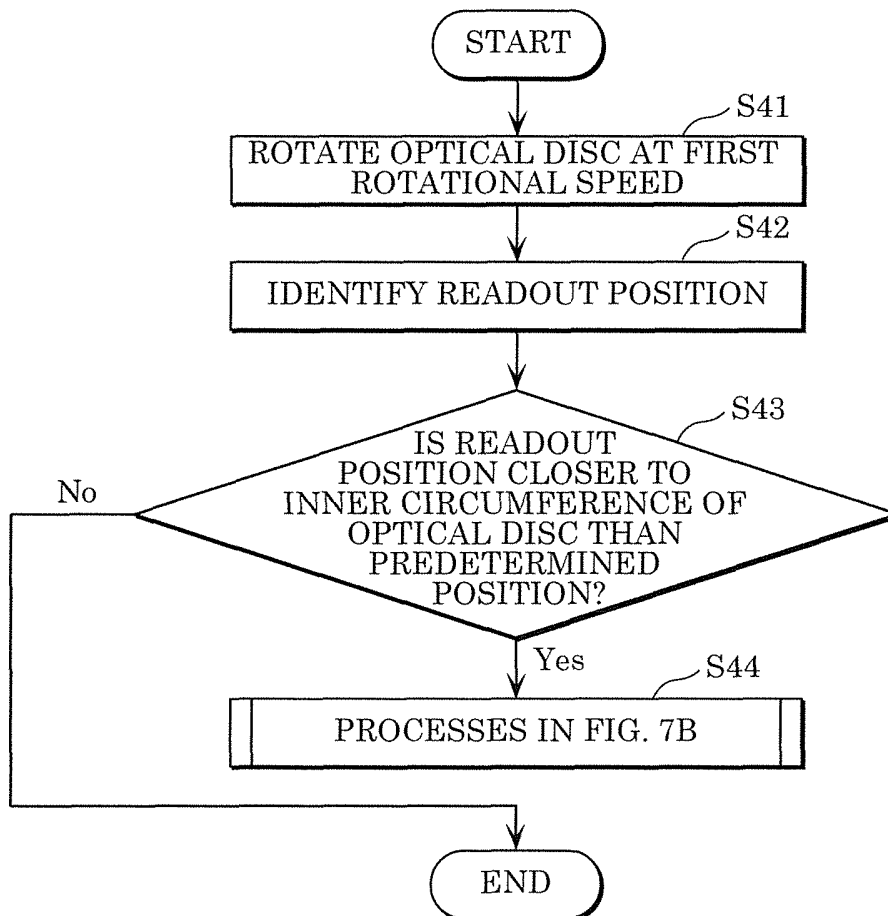 START
S41
ROTATE OPTICAL DISC AT FIRST
ROTATIONAL SPEED
S42
IDENTIFY READOUT POSITION
S43
IS READOUT
POSITION CLOSER TO
INNER CIRCUMFERENCE OF
OPTICAL DISC THAN
PREDETERMINED
POSITION?
No
Yes
S44
PROCESSES IN FIG. 7B
END